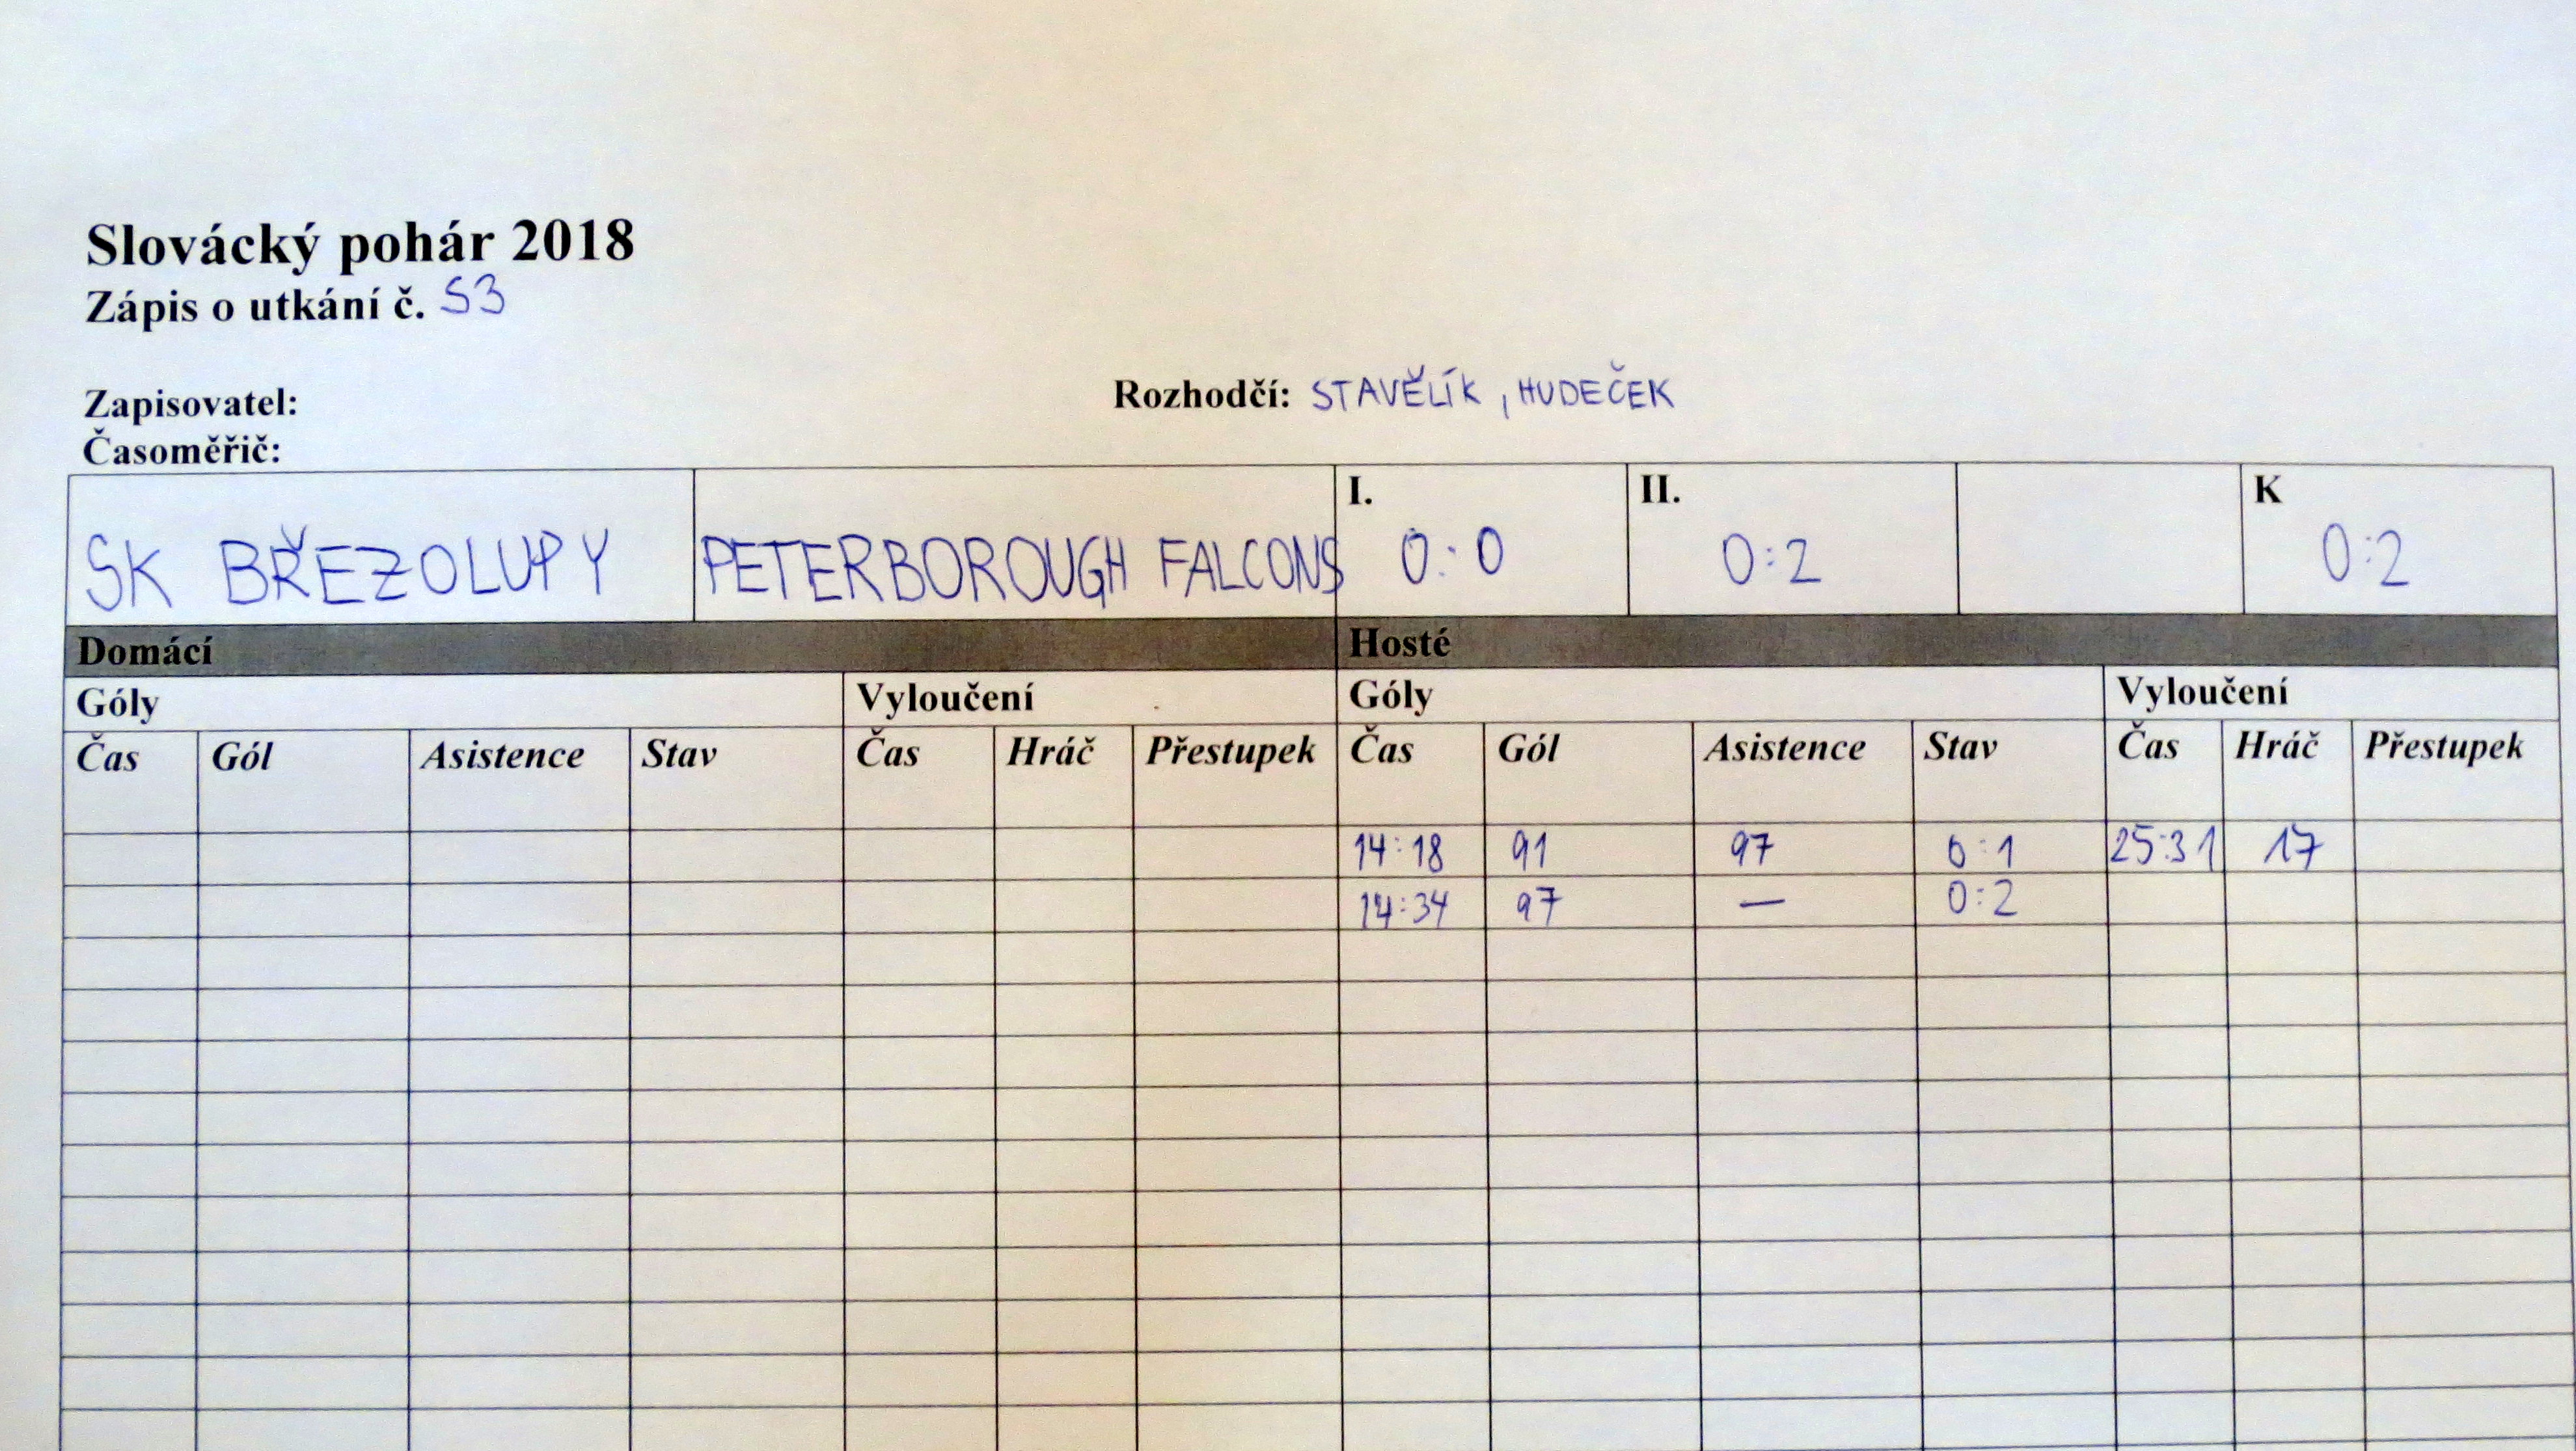 Slovácký pohár 2018
Zápis o utkání č. S3
Zapisovatel:
Rozhodčí: STAVĚLÍK, HUDEČEK
Časoměřič:
SK BŘEZOLUPY PETERBOROUGH FALCONS I. 0:0 II. 0:2 K 0:2
Domácí Hosté
Góly Vyloučení Góly Vyloučení
Čas Gól Asistence Stav Čas Hráč Přestupek Čas Gól Asistence Stav Čas Hráč Přestupek
14:18 91 97 0:1 25:31 17
14:34 97 — 0:2